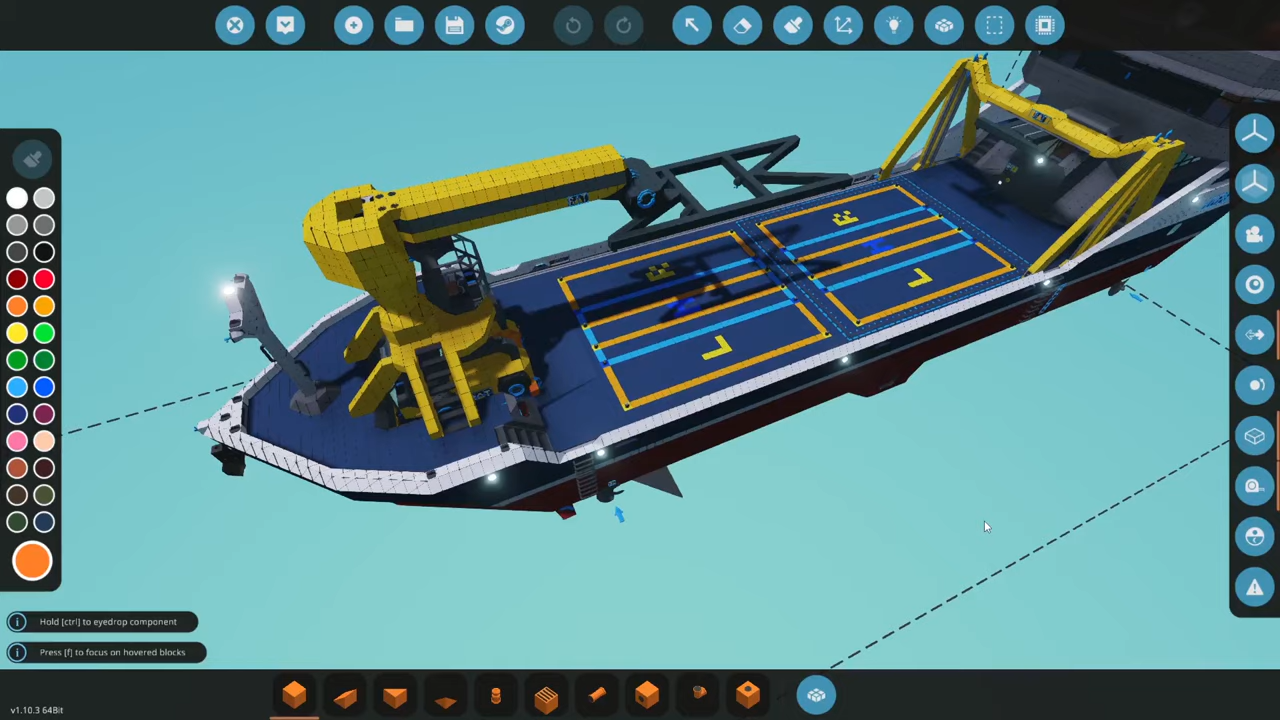 Hold [ctrl] to eyedrop component
Press [f] to focus on hovered blocks
v1.10.3 64Bit